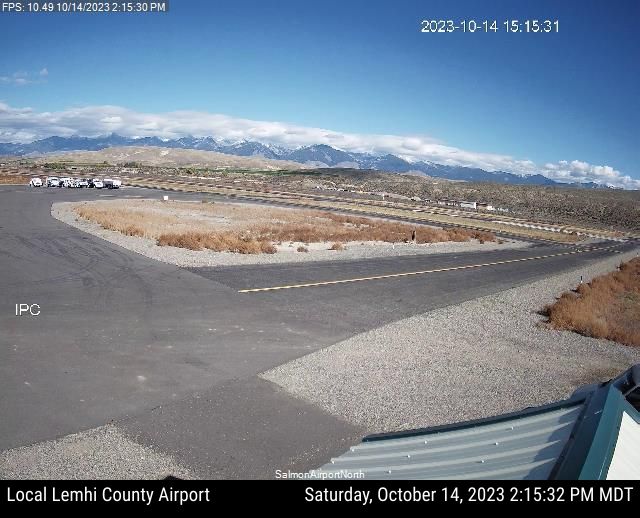 FPS: 10.49 10/14/2023 2:15:30 PM
2023-10-14 15:15:31
IPC
SalmonAirportNorth
Local Lemhi County Airport
Saturday, October 14, 2023 2:15:32 PM MDT